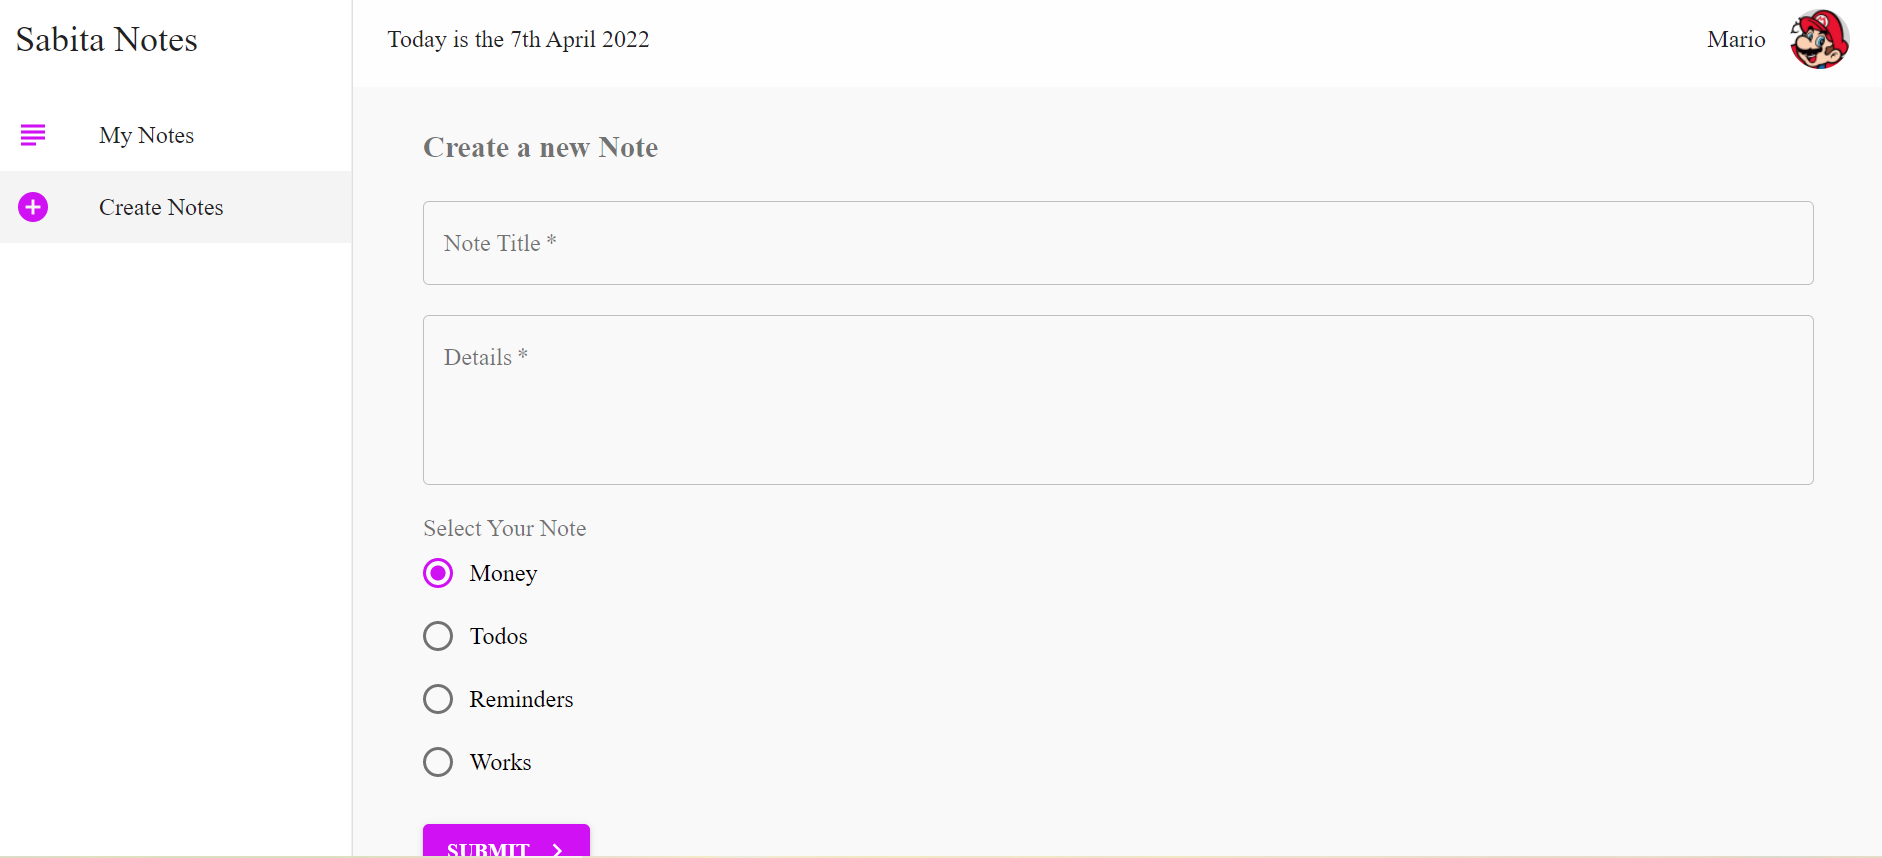 Sabita Notes
My Notes
Create Notes
Today is the 7th April 2022
Mario
Create a new Note
Note Title *
Details *
Select Your Note
Money
Todos
Reminders
Works
SUBMIT